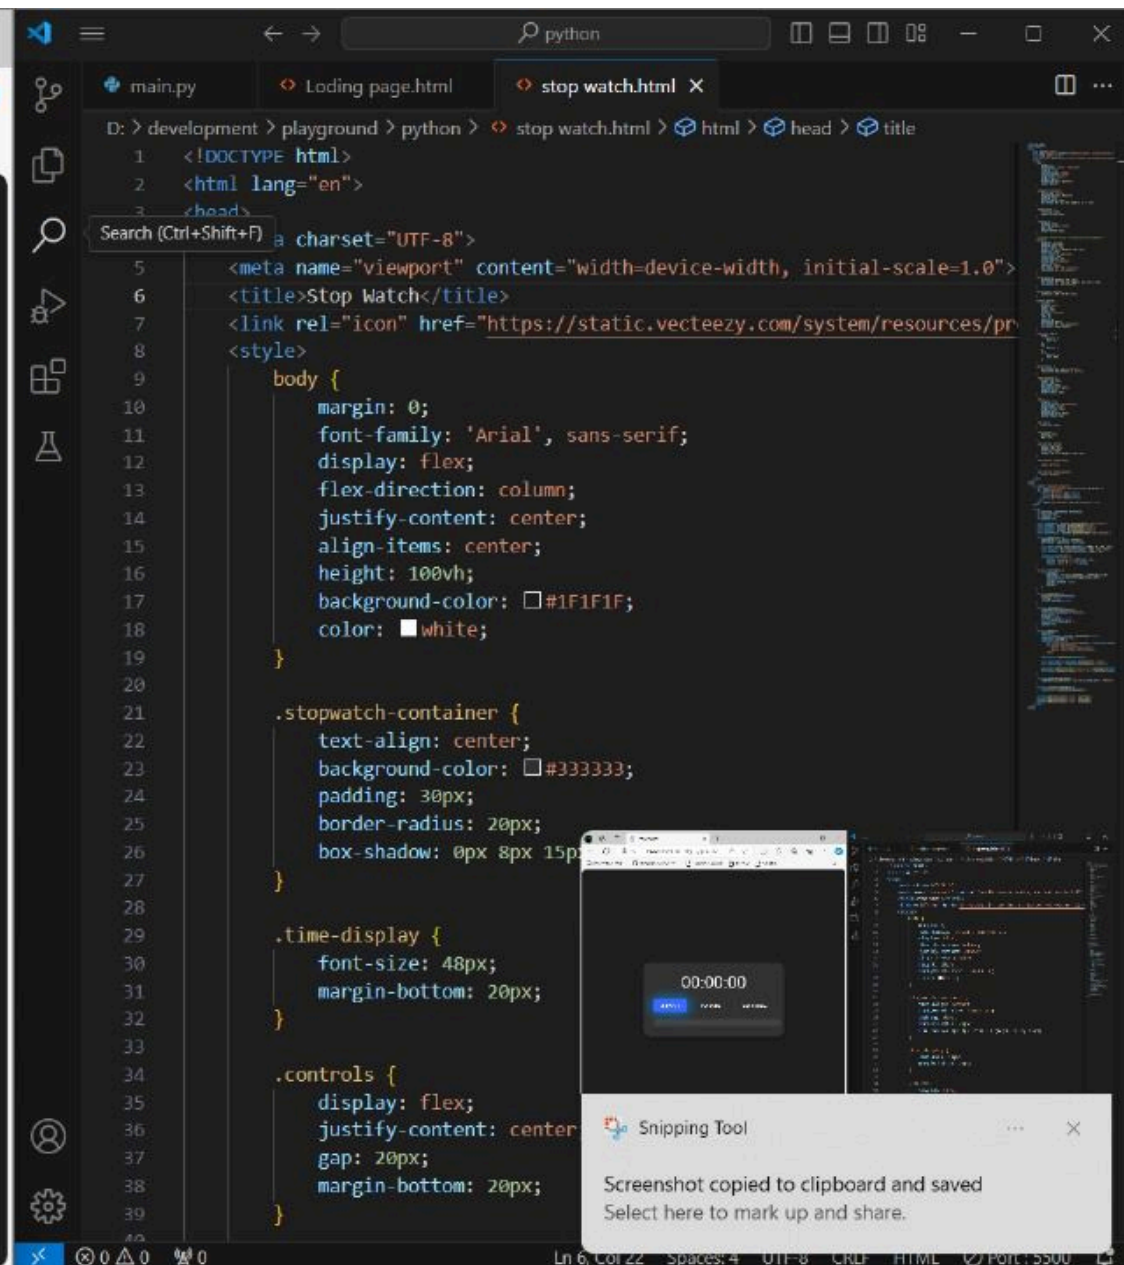 python
main.py Loding page.html stop watch.html
D: > development > playground > python > stop watch.html > html > head > title
1 <!DOCTYPE html>
2 <html lang="en">
3 <head>
Search (Ctrl+Shift+F)
a charset="UTF-8">
5 <meta name="viewport" content="width=device-width, initial-scale=1.0">
6 <title>Stop Watch</title>
7 <link rel="icon" href="https://static.vecteezy.com/system/resources/pr
8 <style>
9 body {
10 margin: 0;
11 font-family: 'Arial', sans-serif;
12 display: flex;
13 flex-direction: column;
14 justify-content: center;
15 align-items: center;
16 height: 100vh;
17 background-color: #1F1F1F;
18 color: white;
19 }
20
21 .stopwatch-container {
22 text-align: center;
23 background-color: #333333;
24 padding: 30px;
25 border-radius: 20px;
26 box-shadow: 0px 8px 15p
27 }
28
29 .time-display {
30 font-size: 48px;
31 margin-bottom: 20px;
32 }
33
34 .controls {
35 display: flex;
36 justify-content: center
37 gap: 20px;
38 margin-bottom: 20px;
39 }
40
00:00:00
Snipping Tool
Screenshot copied to clipboard and saved
Select here to mark up and share.
0 0 0 Ln 6, Col 22 Spaces: 4 UTF-8 CRLF HTML Port : 5500